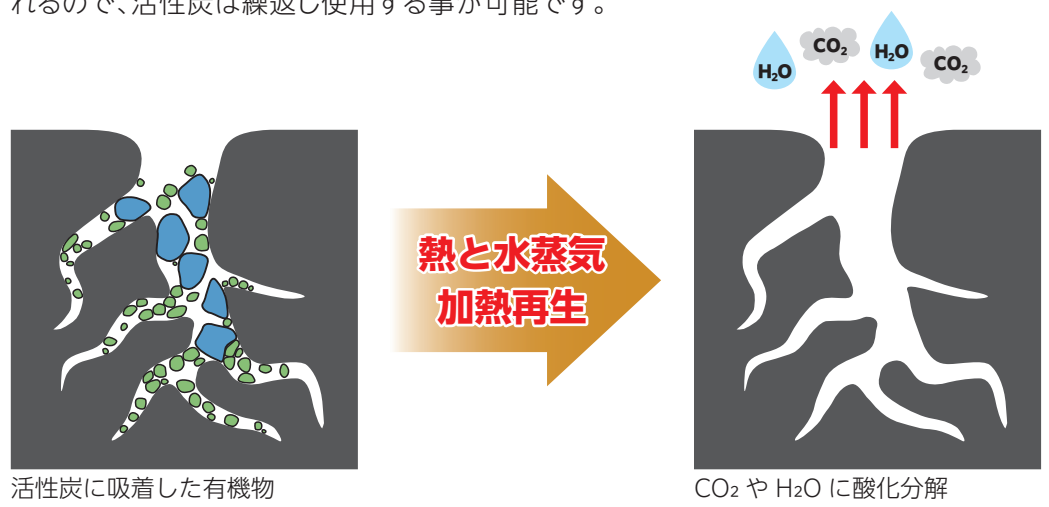 れるので、活性炭は繰返し使用する事が可能です。
H₂O CO₂ H₂O CO₂
熱と水蒸気
加熱再生
活性炭に吸着した有機物
CO₂ や H₂O に酸化分解